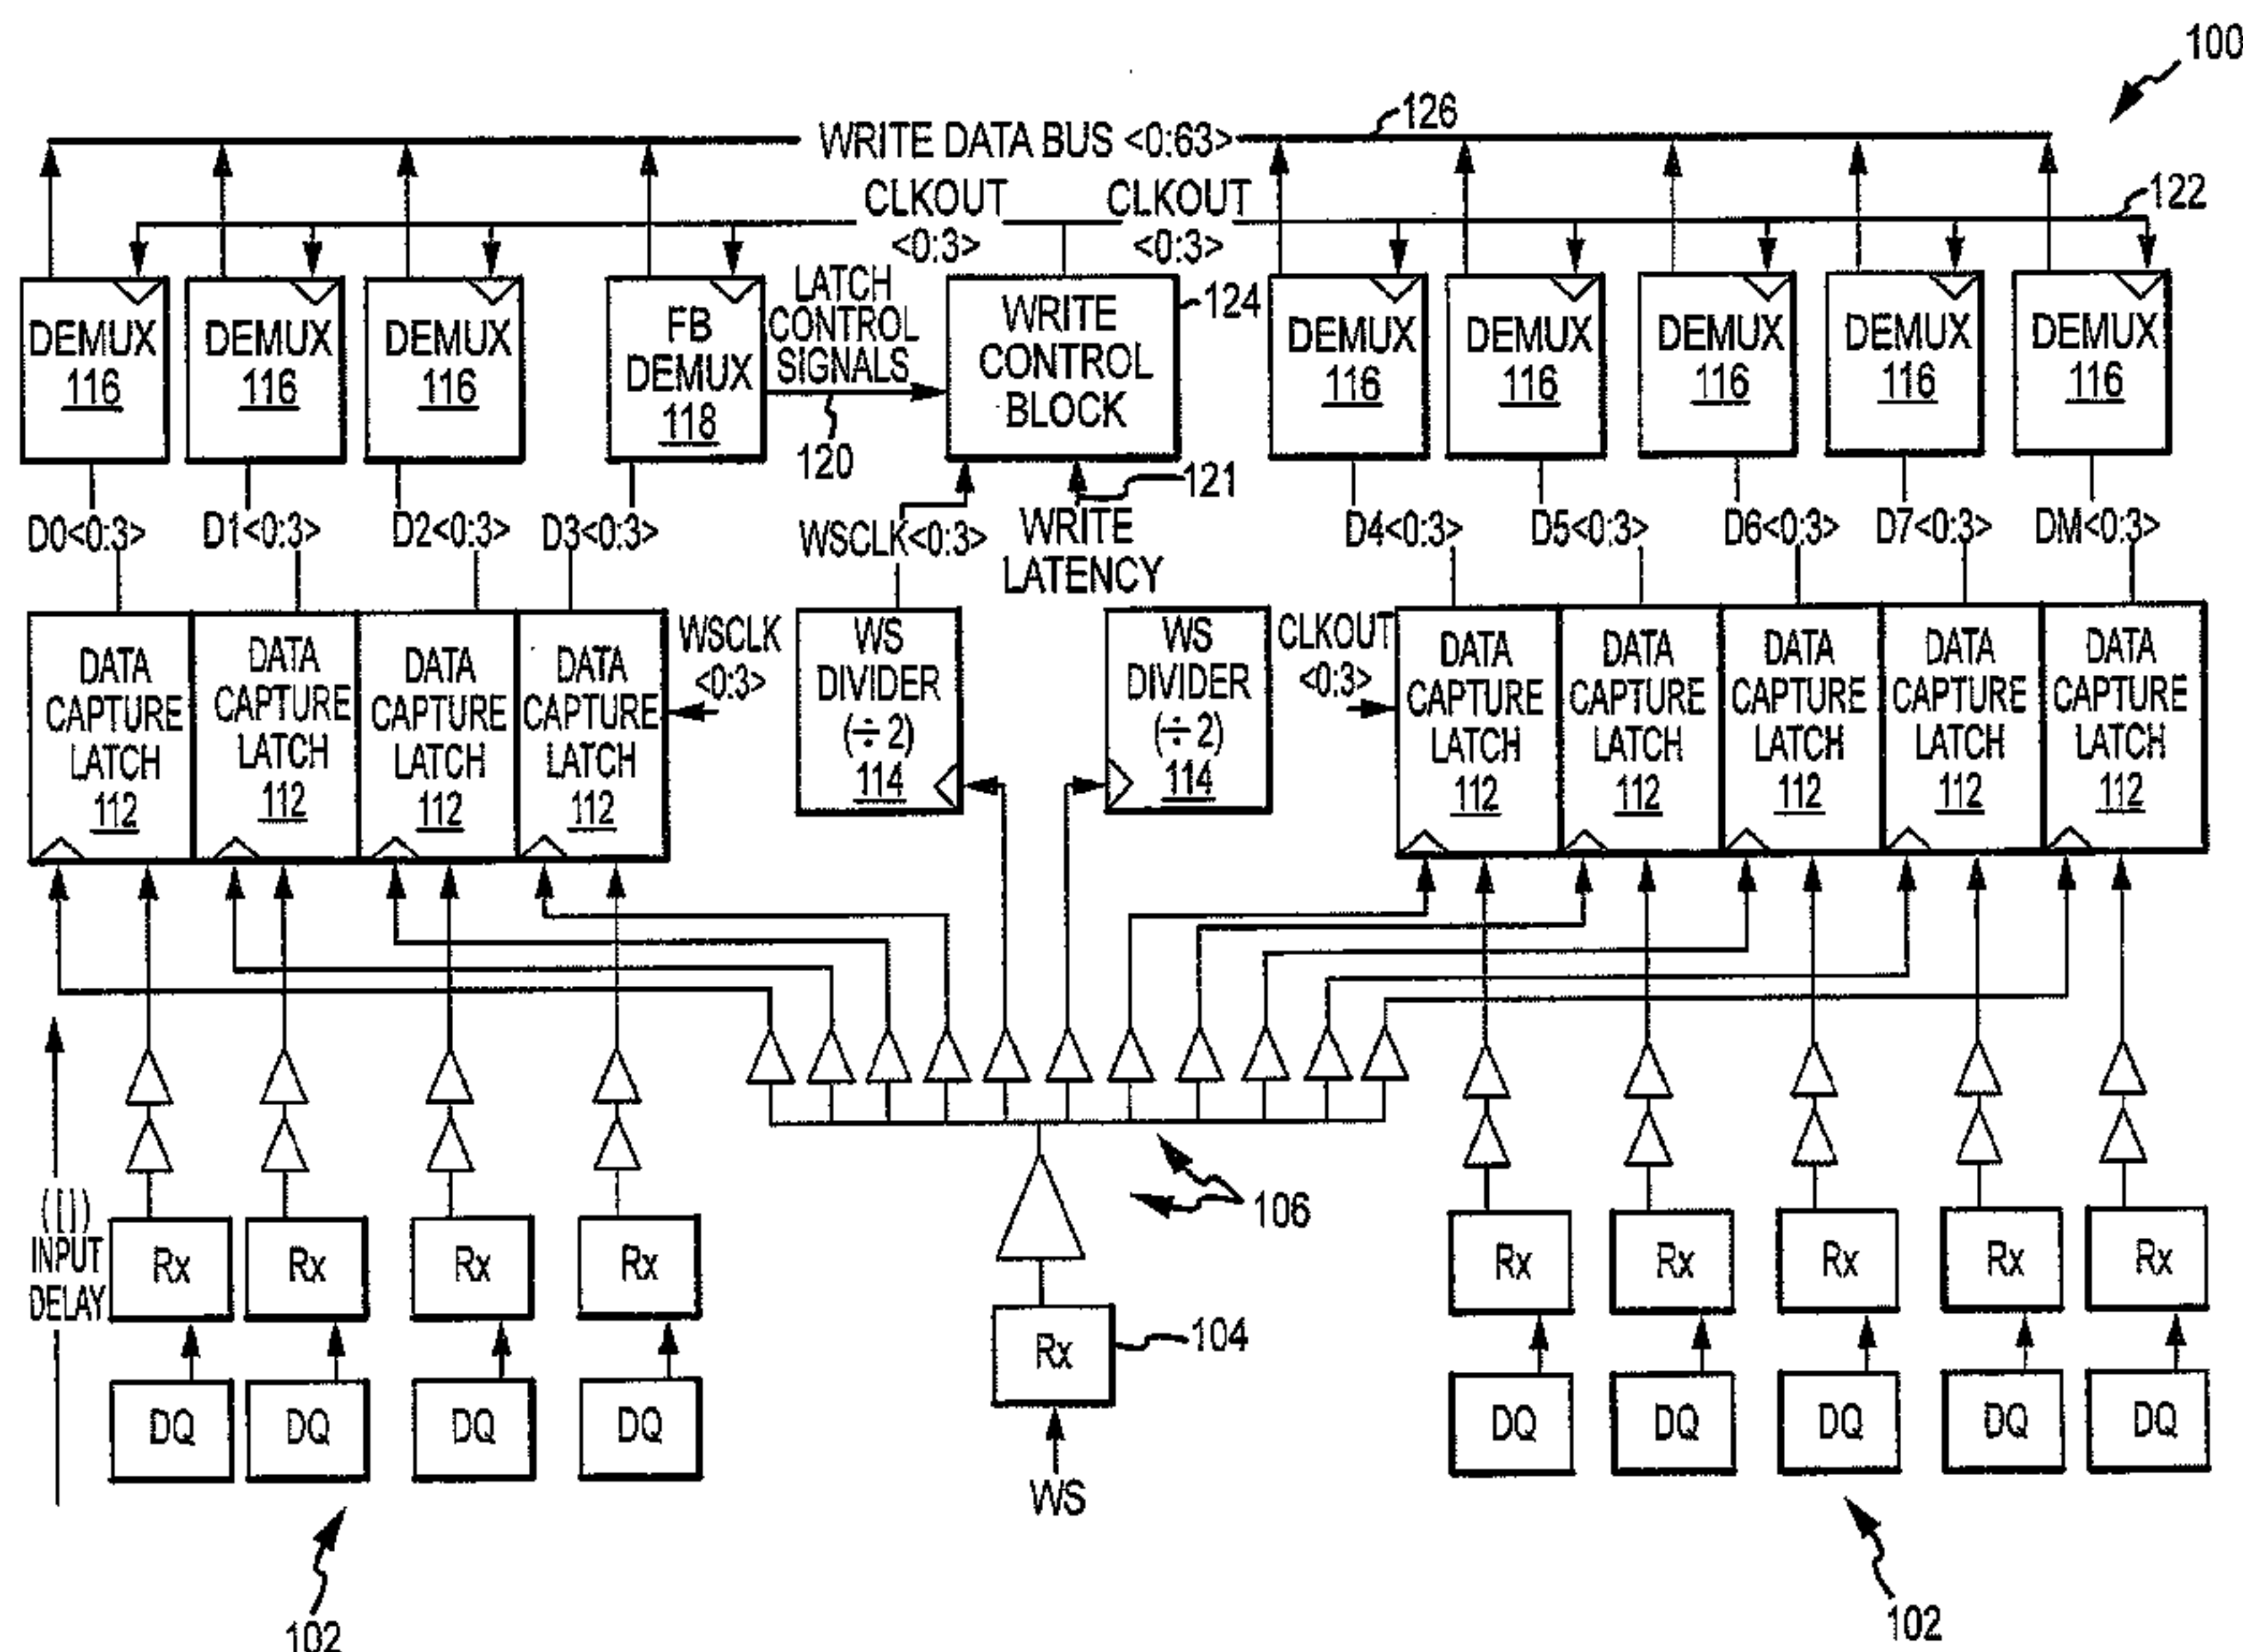 100
WRITE DATA BUS <0:63>
126
CLKOUT
<0:3>
CLKOUT
<0:3>
122
DEMUX
116
DEMUX
116
DEMUX
116
FB
DEMUX
118
LATCH
CONTROL
SIGNALS
120
WRITE
CONTROL
BLOCK
124
DEMUX
116
DEMUX
116
DEMUX
116
DEMUX
116
DEMUX
116
D0<0:3>
D1<0:3>
D2<0:3>
D3<0:3>
WSCLK<0:3>
121
WRITE
LATENCY
D4<0:3>
D5<0:3>
D6<0:3>
D7<0:3>
DM<0:3>
DATA
CAPTURE
LATCH
112
DATA
CAPTURE
LATCH
112
DATA
CAPTURE
LATCH
112
DATA
CAPTURE
LATCH
112
WSCLK
<0:3>
WS
DIVIDER
(÷2)
114
WS
DIVIDER
(÷2)
114
CLKOUT
<0:3>
DATA
CAPTURE
LATCH
112
DATA
CAPTURE
LATCH
112
DATA
CAPTURE
LATCH
112
DATA
CAPTURE
LATCH
112
DATA
CAPTURE
LATCH
112
106
([])
INPUT
DELAY
Rx
Rx
Rx
Rx
Rx
104
Rx
Rx
Rx
Rx
Rx
DQ
DQ
DQ
DQ
WS
DQ
DQ
DQ
DQ
DQ
102
102